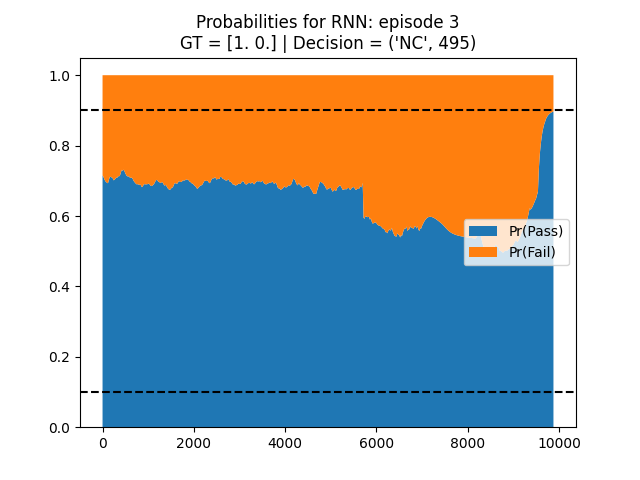 Probabilities for RNN: episode 3
GT = [1. 0.] | Decision = ('NC', 495)
1.0
0.8
0.6
0.4
0.2
0.0
Pr(Pass)
Pr(Fail)
0 2000 4000 6000 8000 10000